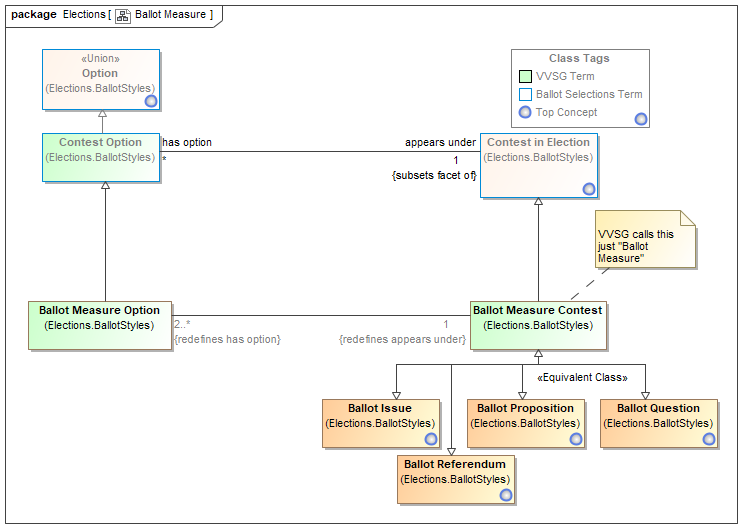 package Elections [ Ballot Measure ]
«Union»
Option
(Elections.BallotStyles)
Class Tags
VVSG Term
Ballot Selections Term
Top Concept
Contest Option
(Elections.BallotStyles)
has option
*
appears under
1
{subsets facet of}
Contest in Election
(Elections.BallotStyles)
VVSG calls this
just "Ballot
Measure"
Ballot Measure Option
(Elections.BallotStyles)
2..*
{redefines has option}
1
{redefines appears under}
Ballot Measure Contest
(Elections.BallotStyles)
«Equivalent Class»
Ballot Issue
(Elections.BallotStyles)
Ballot Proposition
(Elections.BallotStyles)
Ballot Question
(Elections.BallotStyles)
Ballot Referendum
(Elections.BallotStyles)